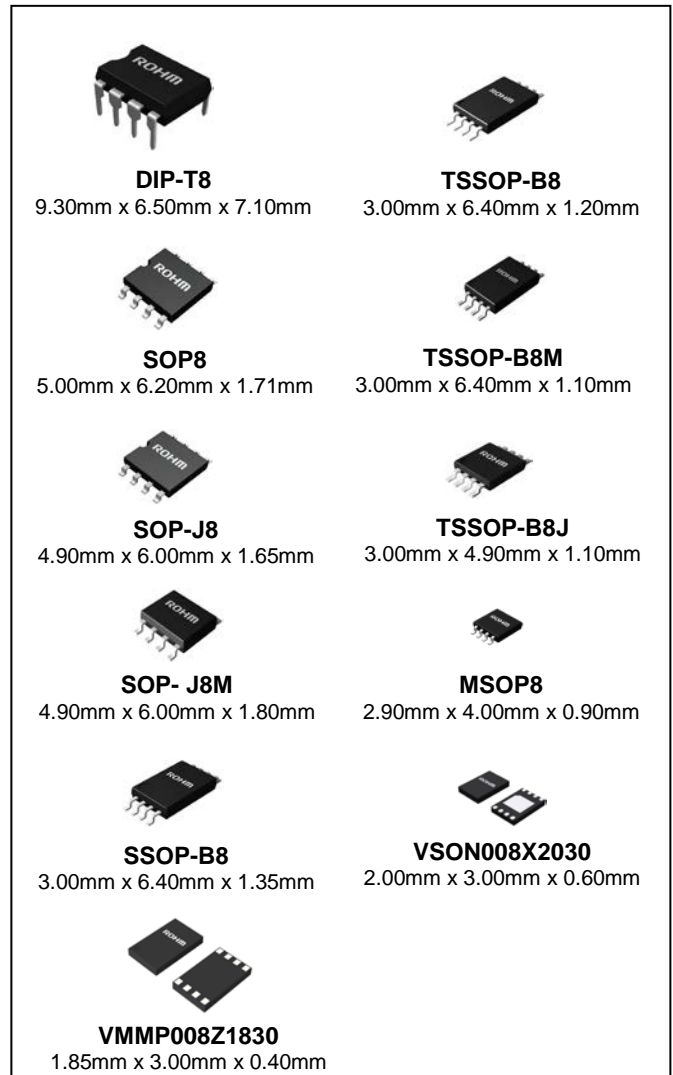 ROHM
DIP-T8
9.30mm x 6.50mm x 7.10mm
ROHM
TSSOP-B8
3.00mm x 6.40mm x 1.20mm
ROHM
SOP8
5.00mm x 6.20mm x 1.71mm
ROHM
TSSOP-B8M
3.00mm x 6.40mm x 1.10mm
ROHM
SOP-J8
4.90mm x 6.00mm x 1.65mm
ROHM
TSSOP-B8J
3.00mm x 4.90mm x 1.10mm
ROHM
SOP- J8M
4.90mm x 6.00mm x 1.80mm
ROHM
MSOP8
2.90mm x 4.00mm x 0.90mm
ROHM
SSOP-B8
3.00mm x 6.40mm x 1.35mm
ROHM
VSON008X2030
2.00mm x 3.00mm x 0.60mm
ROHM
VMMP008Z1830
1.85mm x 3.00mm x 0.40mm